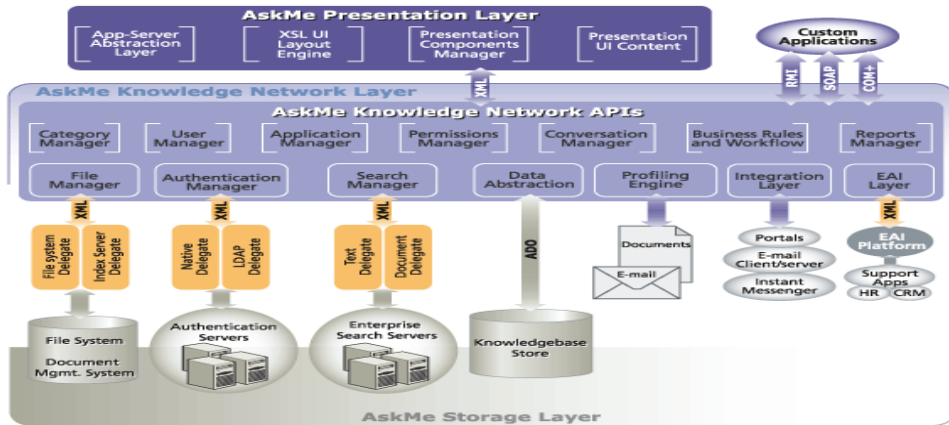 AskMe Presentation Layer
App-Server
Abstraction
Layer
XSL UI
Layout
Engine
Presentation
Components
Manager
Presentation
UI Content
Custom
Applications
XML
RMI
SOAP
COM+
AskMe Knowledge Network Layer
AskMe Knowledge Network APIs
Category
Manager
User
Manager
Application
Manager
Permissions
Manager
Conversation
Manager
Business Rules
and Workflow
Reports
Manager
File
Manager
Authentication
Manager
Search
Manager
Data
Abstraction
Profiling
Engine
Integration
Layer
EAI
Layer
XML
XML
XML
ADO
XML
File system
Delegate
Index Server
Delegate
Native
Delegate
LDAP
Delegate
Text
Delegate
Document
Delegate
Documents
E-mail
Portals
E-mail
Client/server
Instant
Messenger
EAI
Platform
Support
Apps
HR
CRM
File System
Document
Mgmt. System
Authentication
Servers
Enterprise
Search Servers
Knowledgebase
Store
AskMe Storage Layer